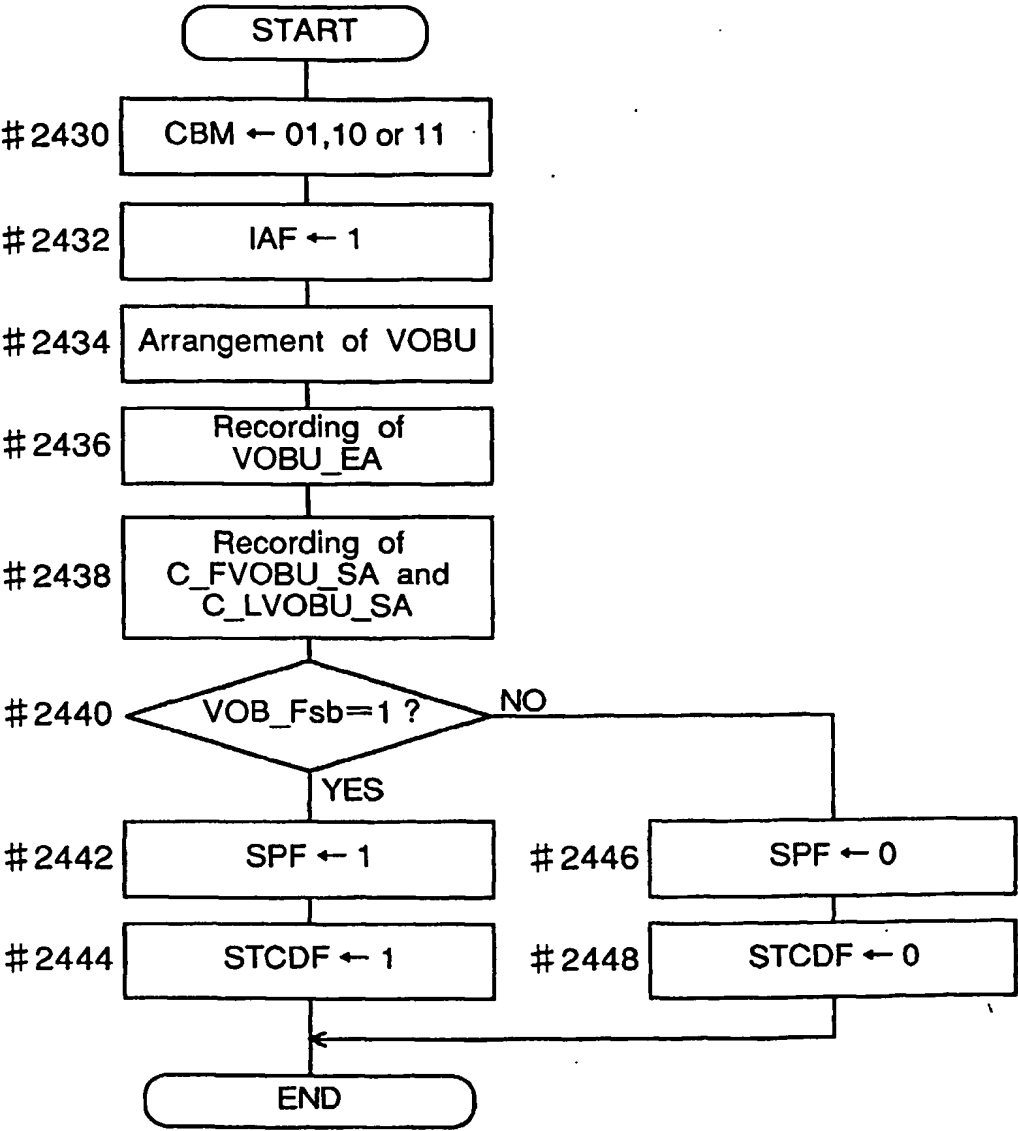 START
#2430 CBM ← 01,10 or 11
#2432 IAF ← 1
#2434 Arrangement of VOBU
#2436 Recording of
VOBU_EA
#2438 Recording of
C_FVOBU_SA and
C_LVOBU_SA
#2440 VOB_Fsb=1 ? NO
YES
#2442 SPF ← 1 #2446 SPF ← 0
#2444 STCDF ← 1 #2448 STCDF ← 0
END